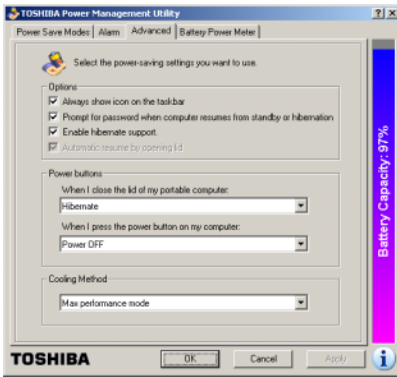 TOSHIBA Power Management Utility
Power Save Modes Alarm Advanced Battery Power Meter
Select the power-saving settings you want to use.
Options
Always show icon on the taskbar
Prompt for password when computer resumes from standby or hibernation
Enable hibernate support.
Automatic resume by opening lid
Power buttons
When I close the lid of my portable computer:
Hibernate
When I press the power button on my computer:
Power OFF
Cooling Method
Max performance mode
Battery Capacity: 97%
TOSHIBA
OK Cancel Apply